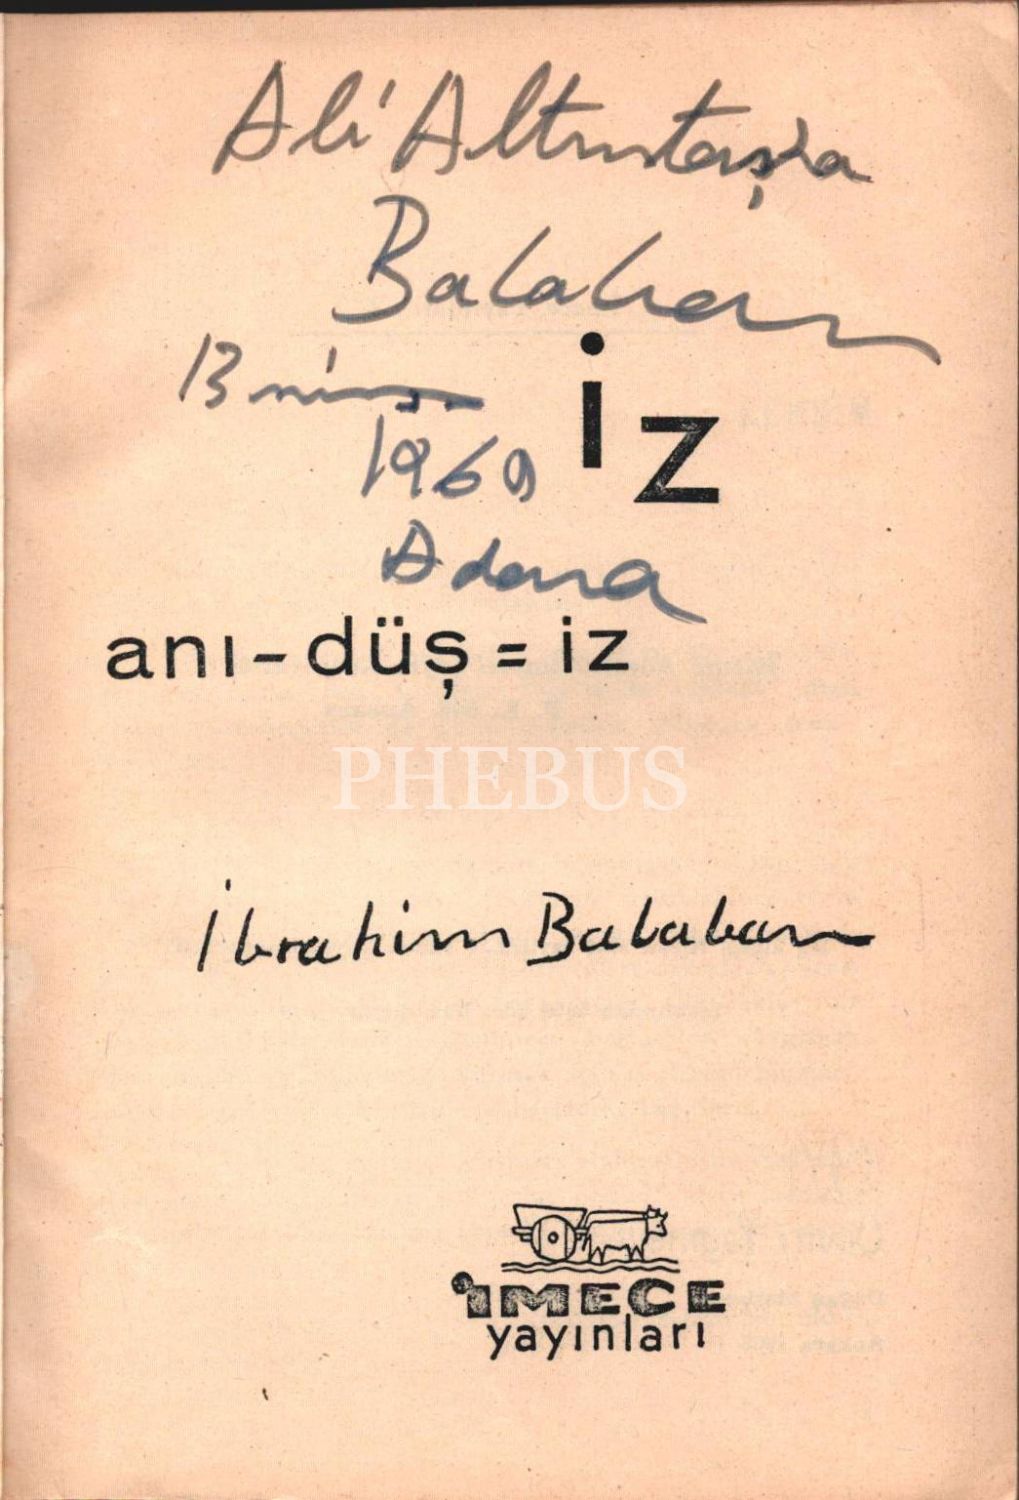 Ali Altıntaş'a
Balaban
13 nisan
1969
Adana
iz
anı-düş=iz
PHEBUS
İbrahim Balaban
İMECE
yayınları